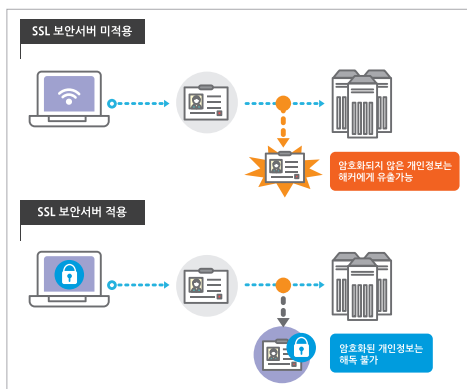 SSL 보안서버 미적용
암호화되지 않은 개인정보는
해커에게 유출가능
SSL 보안서버 적용
암호화된 개인정보는
해독 불가